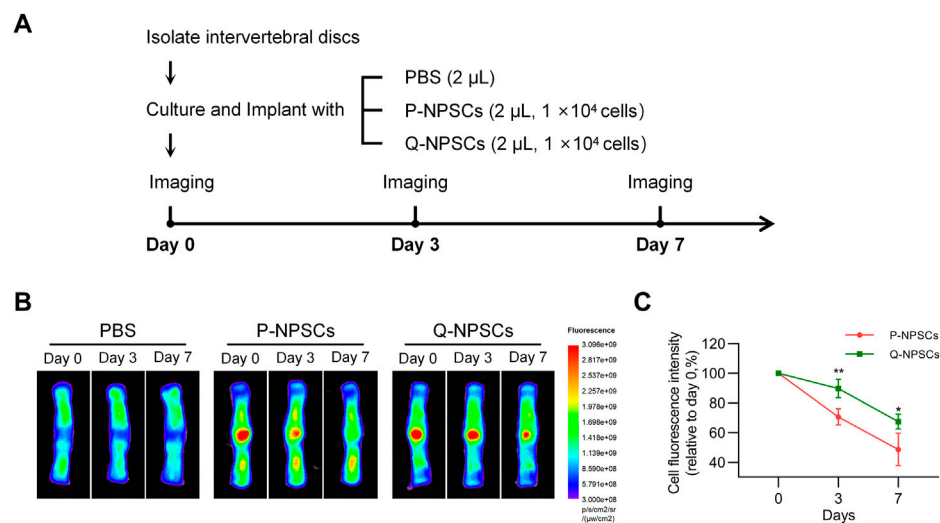 A
Isolate intervertebral discs
Culture and Implant with
PBS (2 μL)
P-NPSCs (2 μL, 1 ×10⁴ cells)
Q-NPSCs (2 μL, 1 ×10⁴ cells)
Imaging Imaging Imaging
Day 0 Day 3 Day 7
B
PBS P-NPSCs Q-NPSCs
Day 0 Day 3 Day 7 Day 0 Day 3 Day 7 Day 0 Day 3 Day 7
Fluorescence
3.096e+09
2.817e+09
2.537e+09
2.257e+09
1.978e+09
1.698e+09
1.418e+09
1.139e+09
8.590e+08
5.791e+08
3.000e+08
p/s/cm2/sr
/(μw/cm2)
C
P-NPSCs
Q-NPSCs
Cell fluorescence intensity
(relative to day 0,%)
120
100
80
60
40
**
*
0 3 7
Days